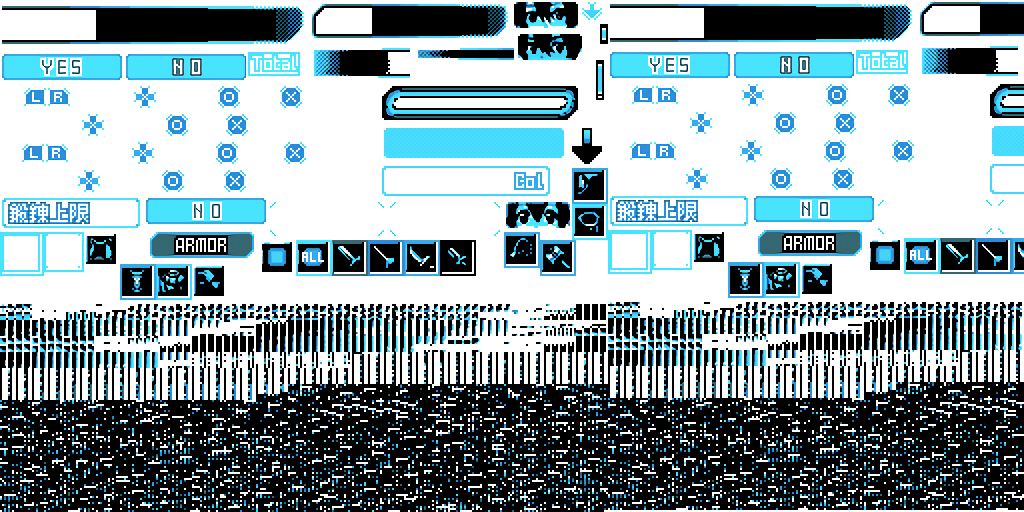 YES NO Total YES NO Total
L R L R
L R L R
Col
鍛錬上限 NO 鍛錬上限 NO
ARMOR ARMOR
ALL ALL